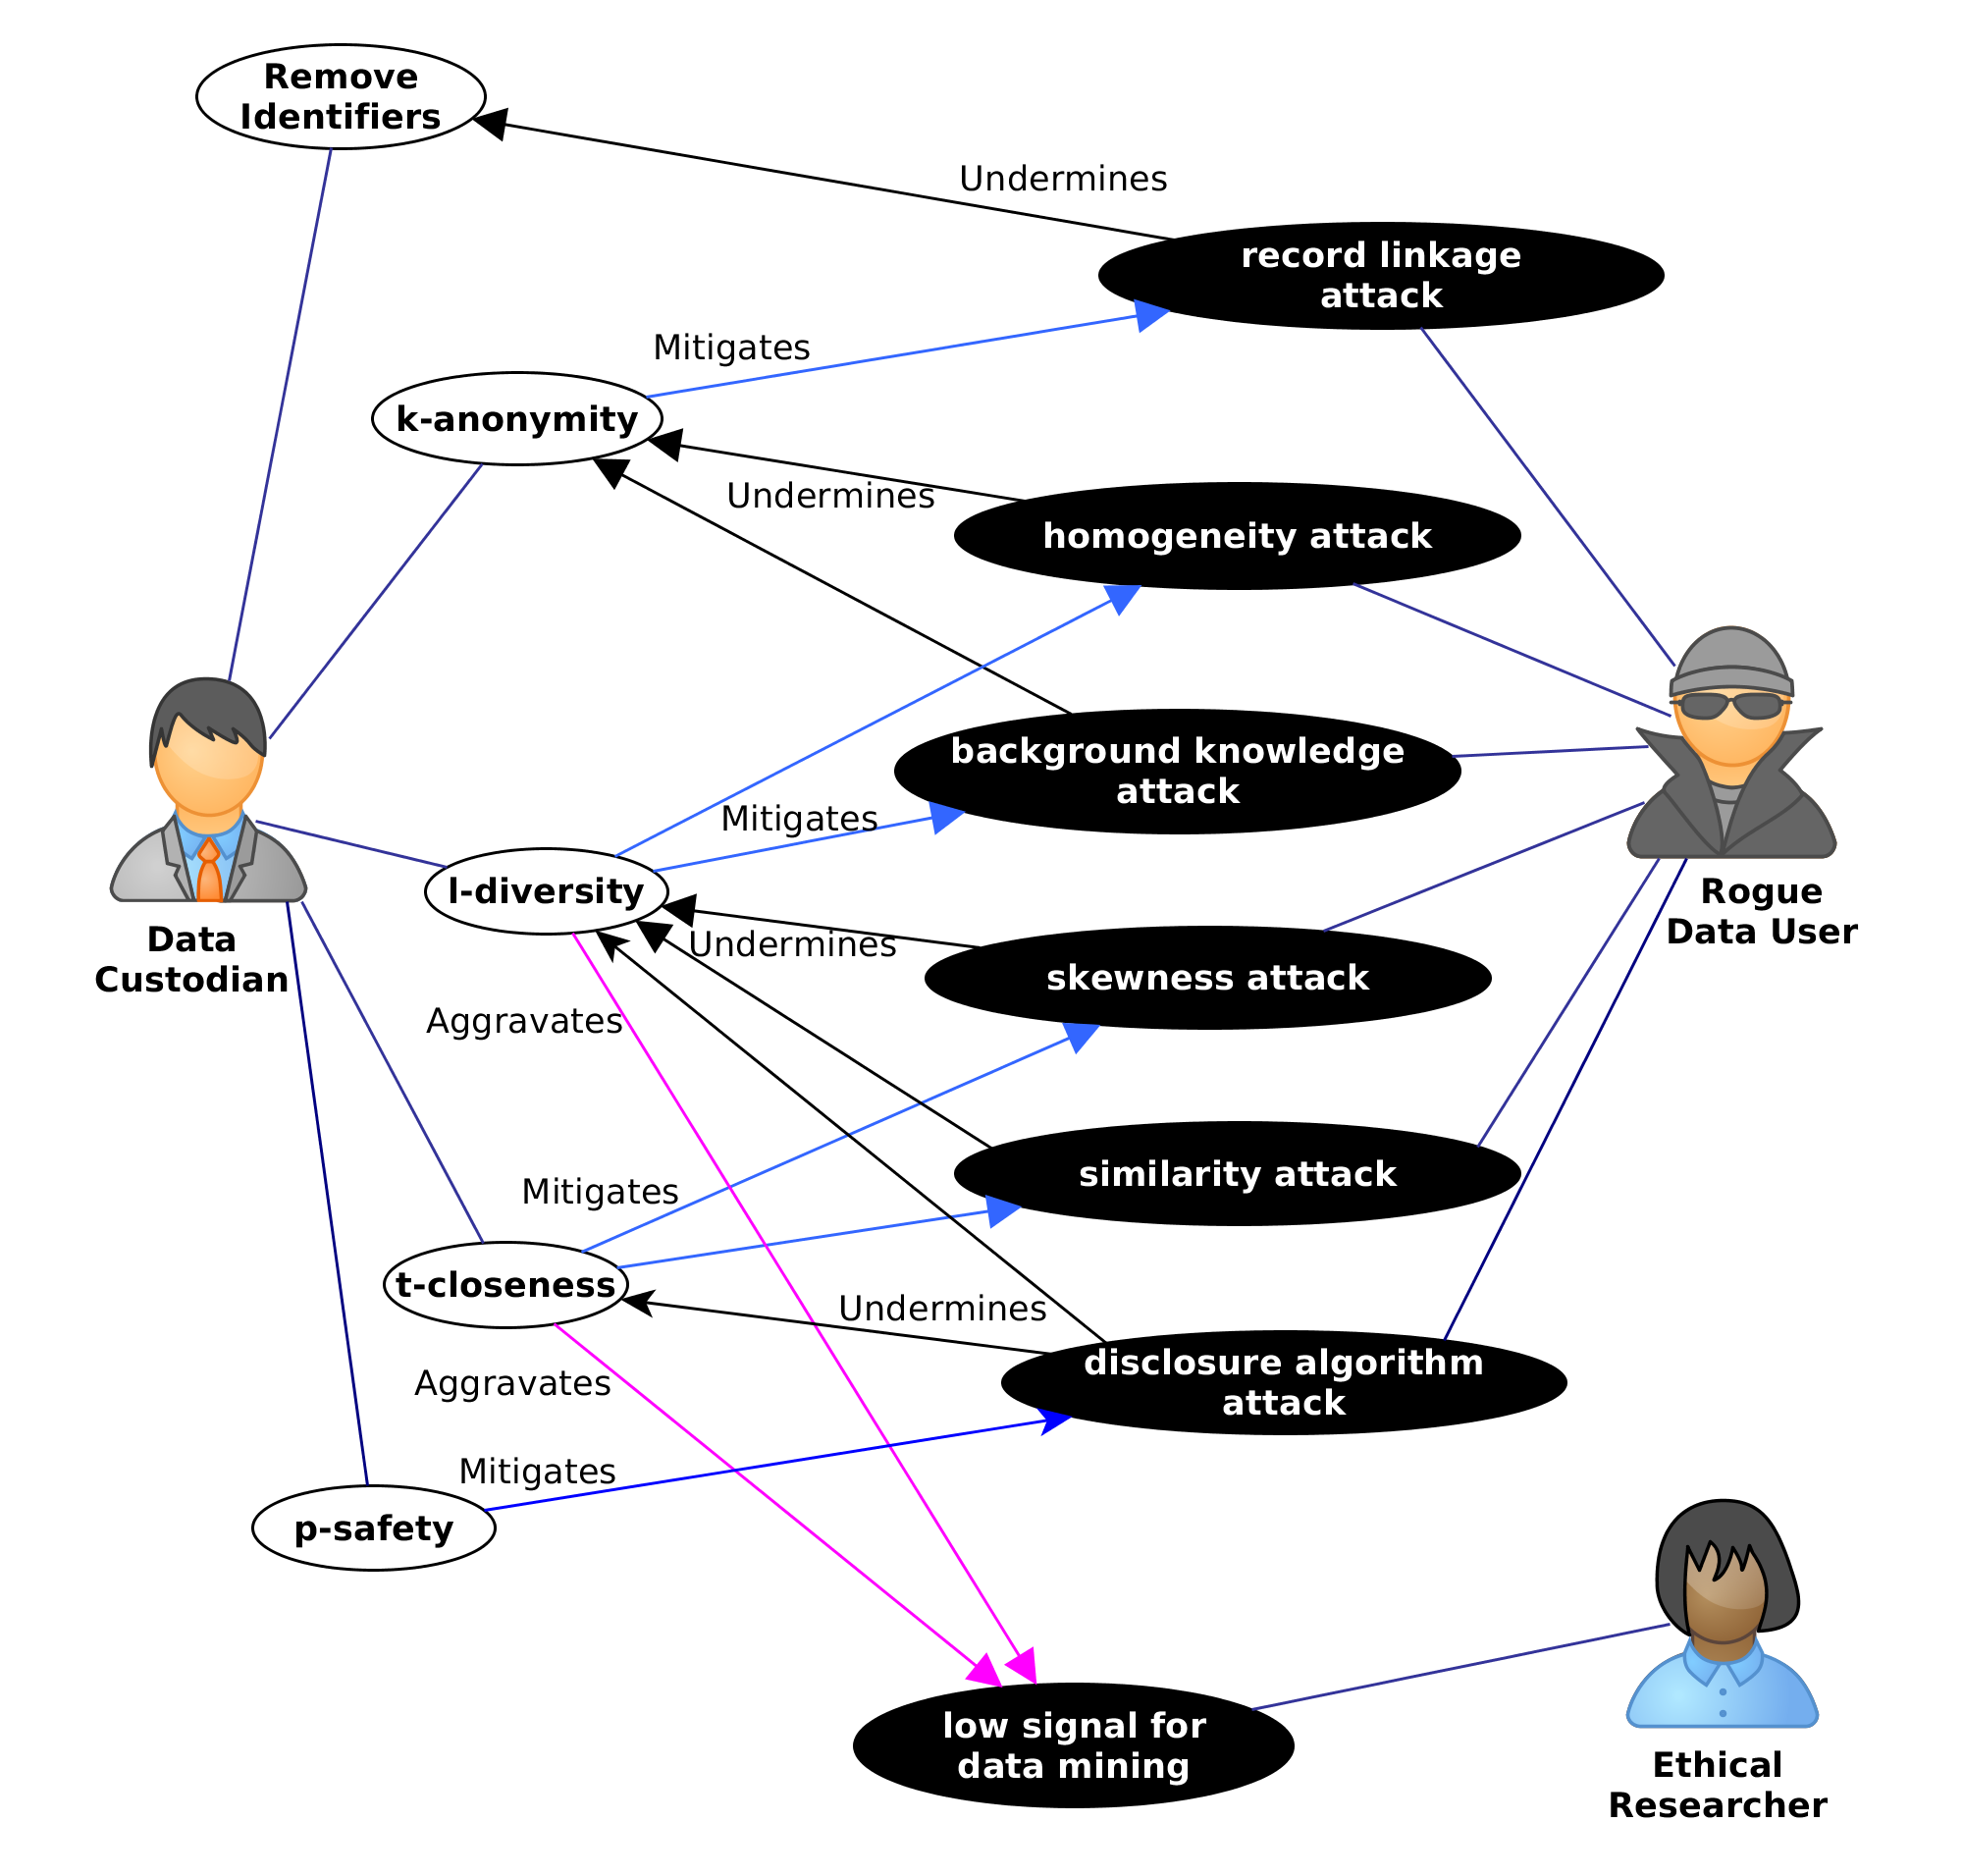 Remove
Identifiers
Undermines
record linkage
attack
Mitigates
k-anonymity
Undermines
homogeneity attack
background knowledge
attack
Mitigates
l-diversity
Rogue
Data User
Data
Custodian
Undermines
skewness attack
Aggravates
similarity attack
Mitigates
t-closeness
Undermines
disclosure algorithm
attack
Aggravates
Mitigates
p-safety
low signal for
data mining
Ethical
Researcher